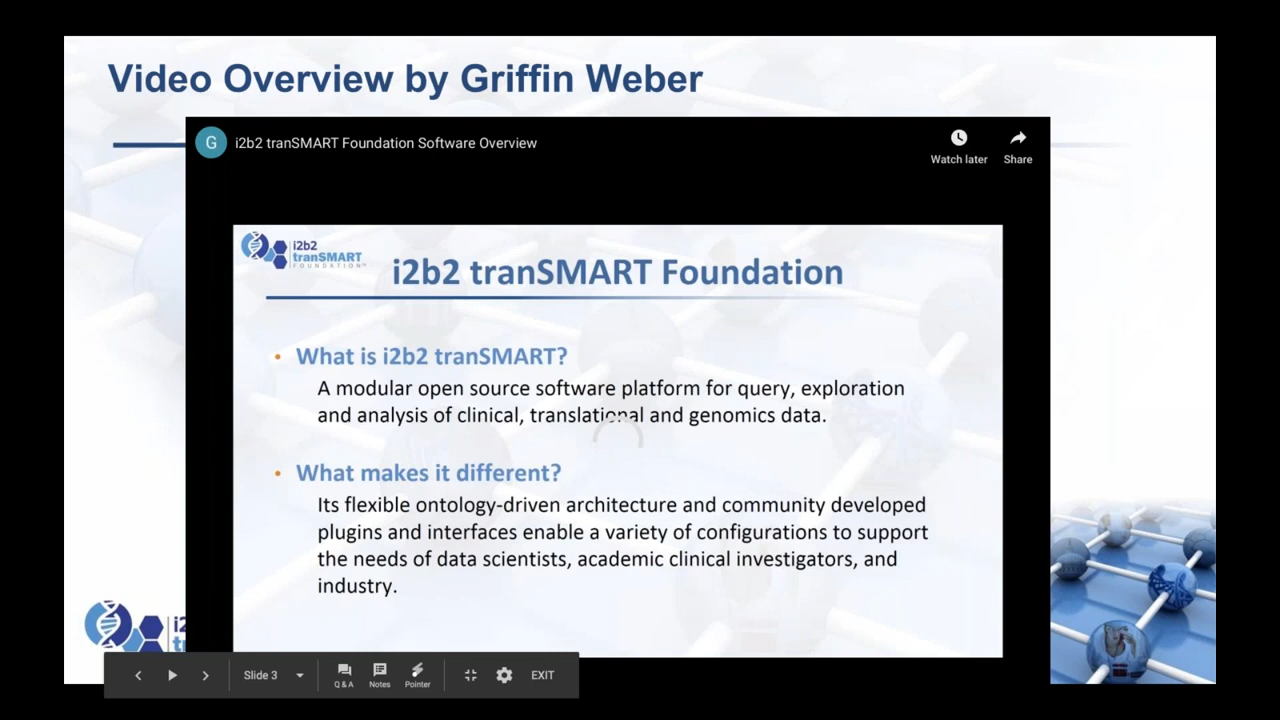 Video Overview by Griffin Weber
G
i2b2 tranSMART Foundation Software Overview
Watch later
Share
i2b2
tranSMART
FOUNDATION™
i2b2 tranSMART Foundation
• What is i2b2 tranSMART?
A modular open source software platform for query, exploration
and analysis of clinical, translational and genomics data.
• What makes it different?
Its flexible ontology-driven architecture and community developed
plugins and interfaces enable a variety of configurations to support
the needs of data scientists, academic clinical investigators, and
industry.
Slide 3
Q & A
Notes
Pointer
EXIT